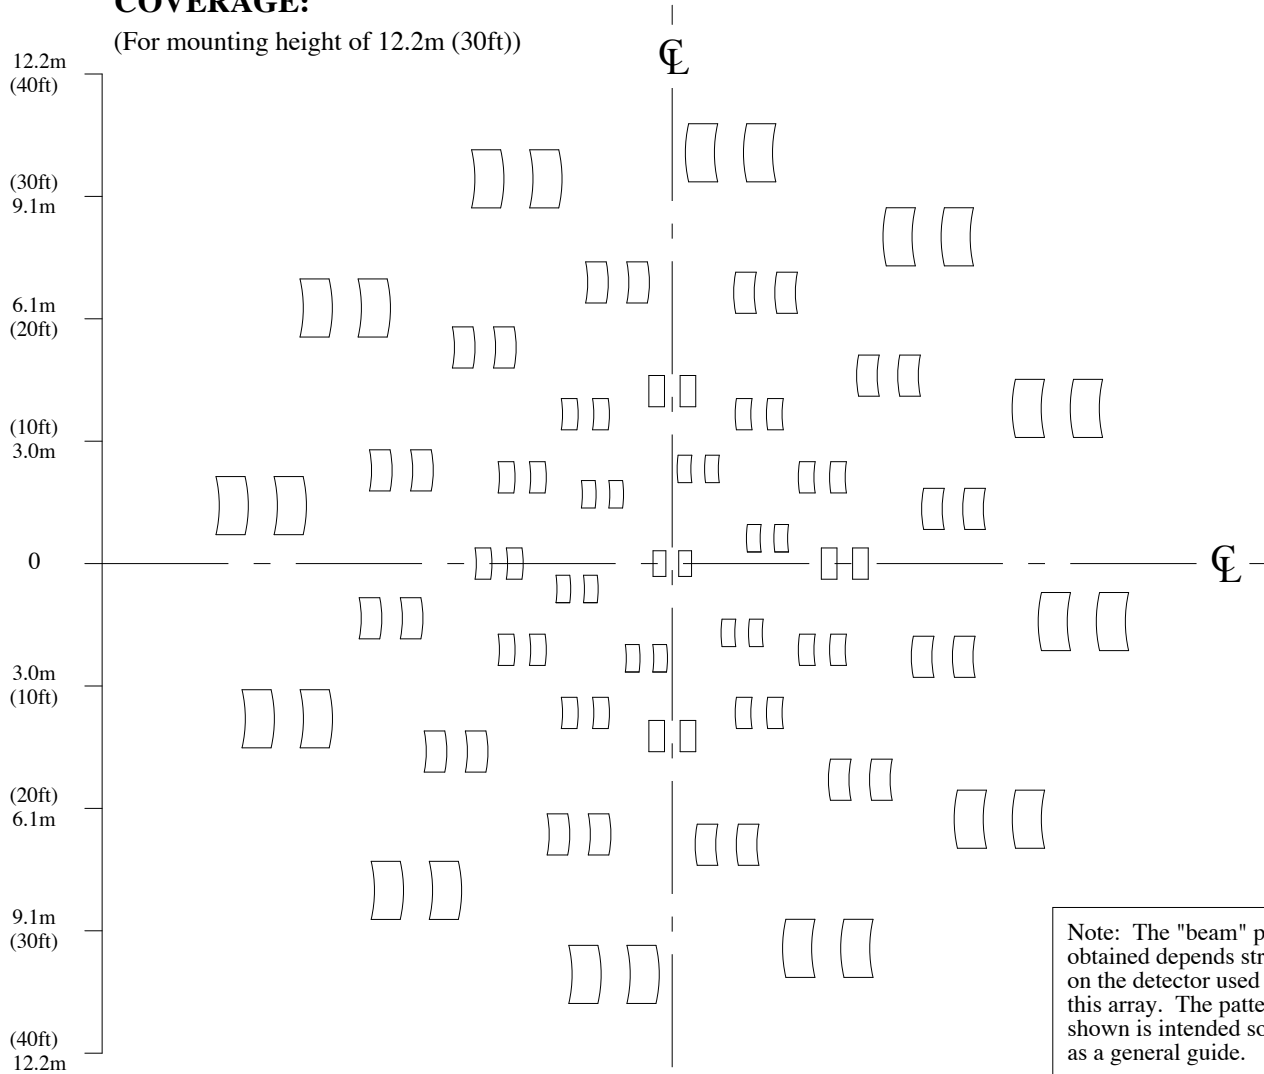 COVERAGE:
(For mounting height of 12.2m (30ft))
℄
12.2m
(40ft)
(30ft)
9.1m
6.1m
(20ft)
(10ft)
3.0m
0
℄
3.0m
(10ft)
(20ft)
6.1m
9.1m
(30ft)
(40ft)
12.2m
Note: The "beam" p
obtained depends str
on the detector used
this array. The patte
shown is intended so
as a general guide.